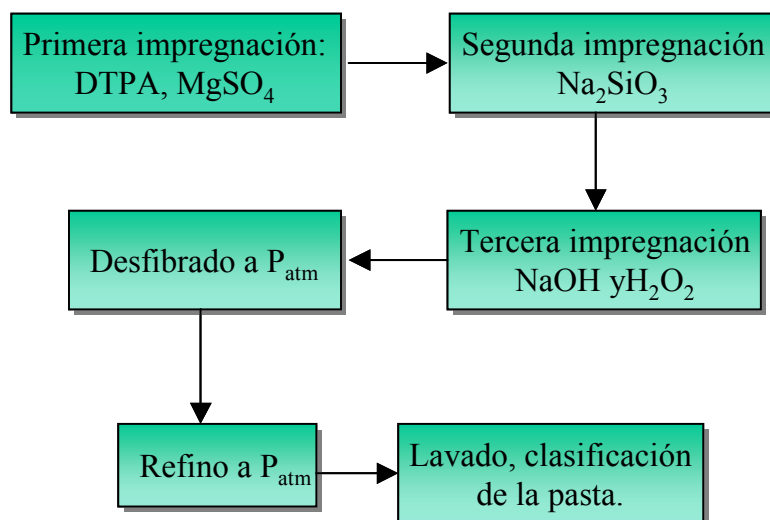 Primera impregnación:
DTPA, MgSO₄
Segunda impregnación
Na₂SiO₃
Tercera impregnación
NaOH yH₂O₂
Desfibrado a Pₐₜₘ
Refino a Pₐₜₘ
Lavado, clasificación
de la pasta.